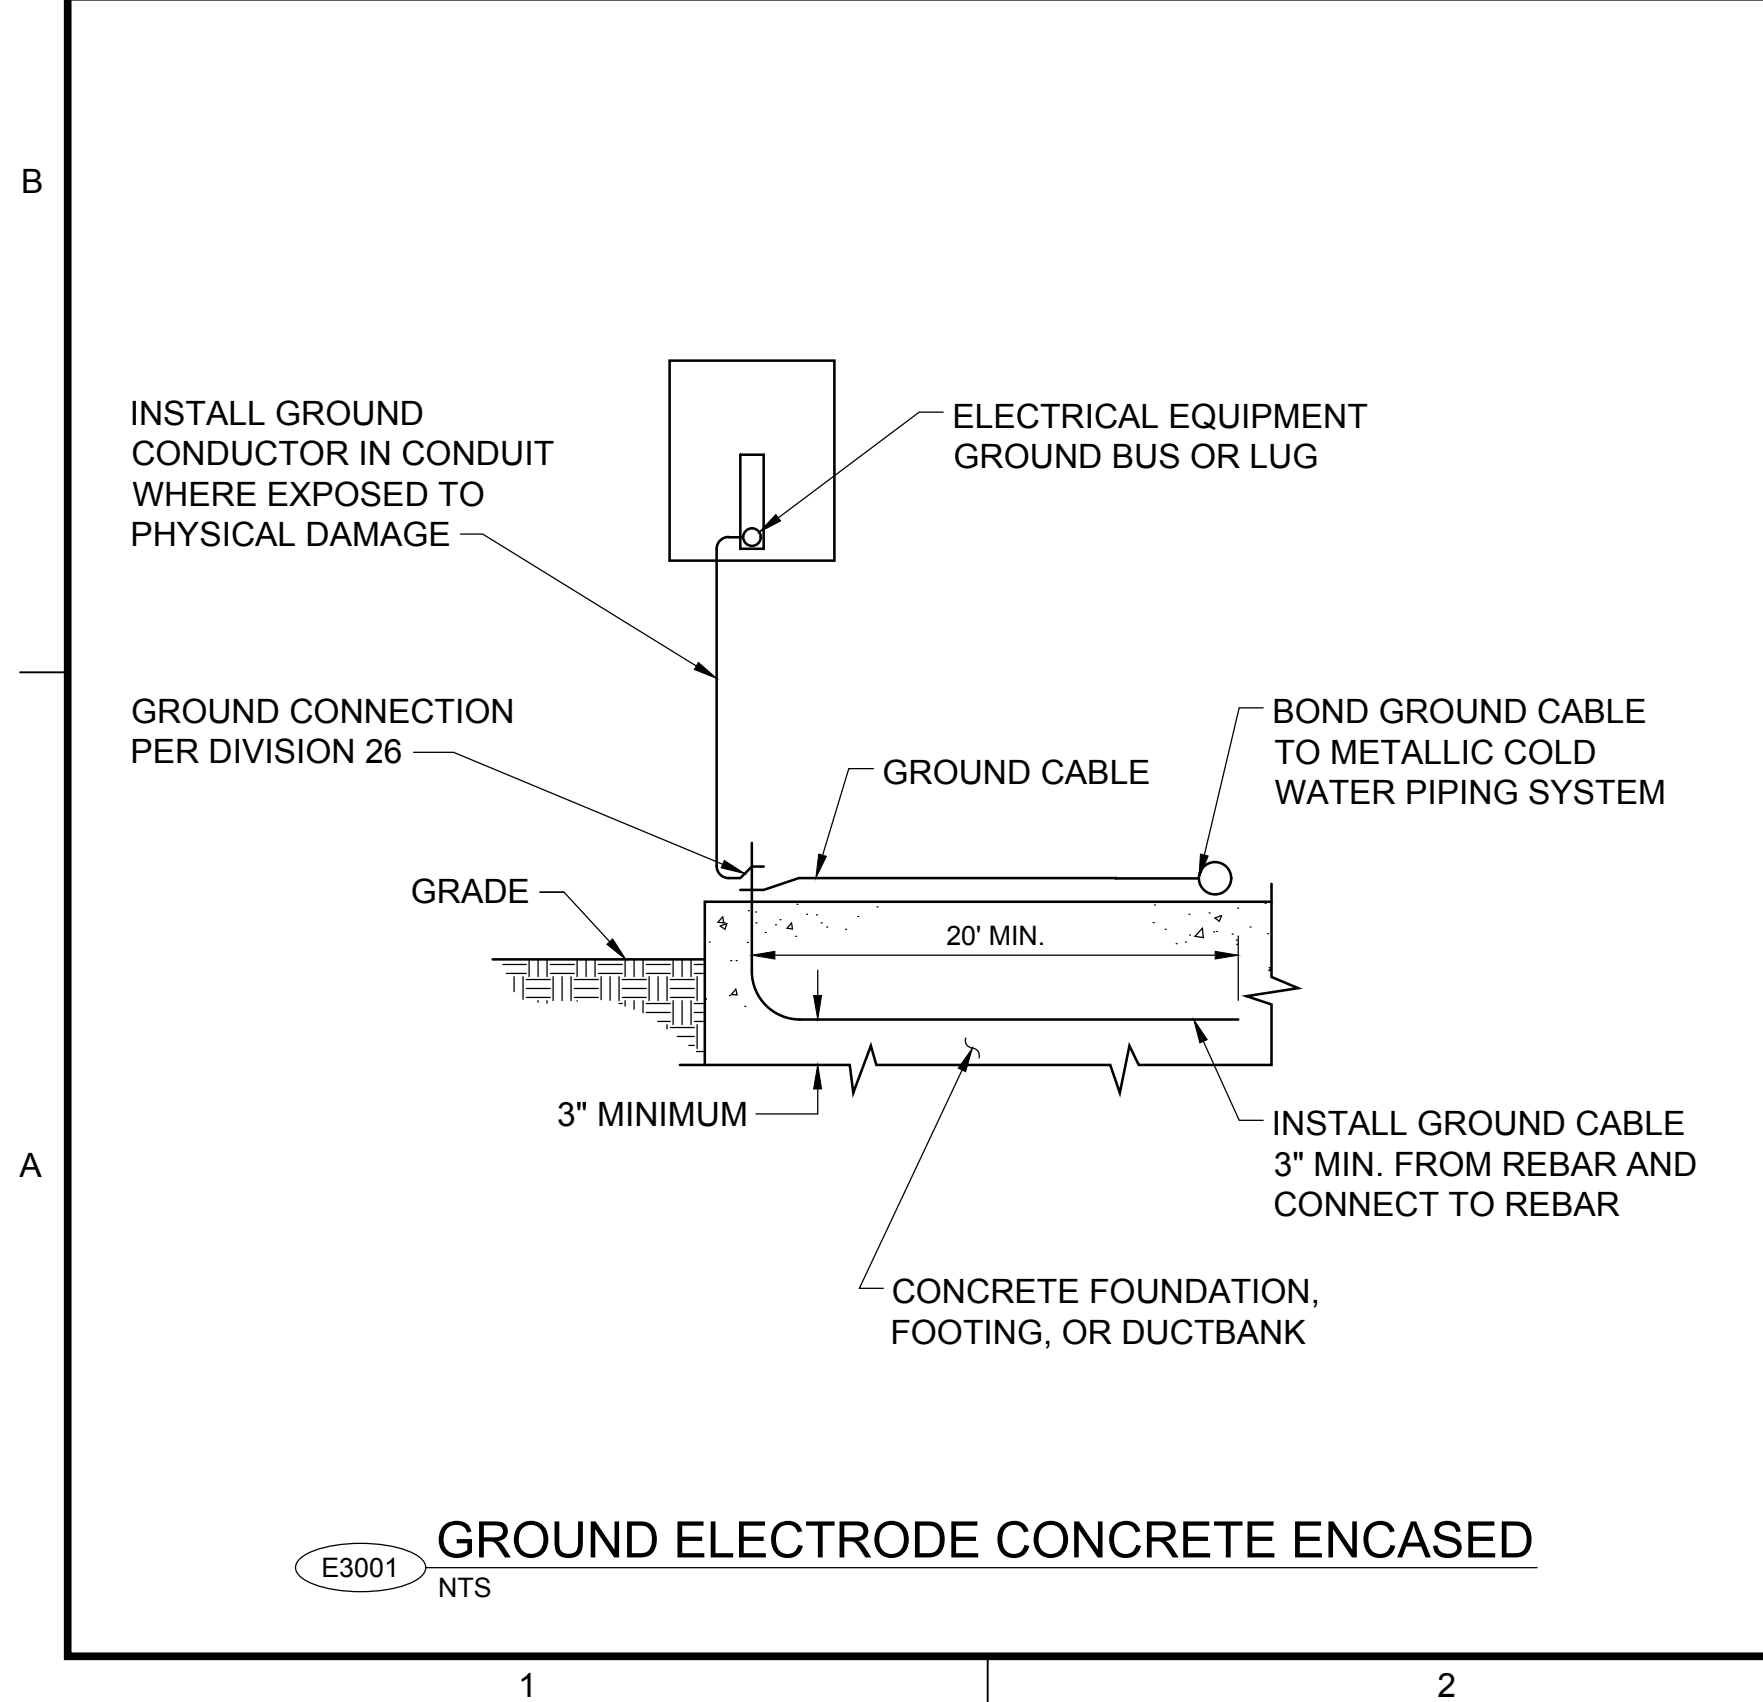 B
INSTALL GROUND
CONDUCTOR IN CONDUIT
WHERE EXPOSED TO
PHYSICAL DAMAGE
ELECTRICAL EQUIPMENT
GROUND BUS OR LUG
GROUND CONNECTION
PER DIVISION 26
GROUND CABLE
BOND GROUND CABLE
TO METALLIC COLD
WATER PIPING SYSTEM
GRADE
20' MIN.
3" MINIMUM
INSTALL GROUND CABLE
3" MIN. FROM REBAR AND
CONNECT TO REBAR
A
CONCRETE FOUNDATION,
FOOTING, OR DUCTBANK
E3001
GROUND ELECTRODE CONCRETE ENCASED
NTS
1
2